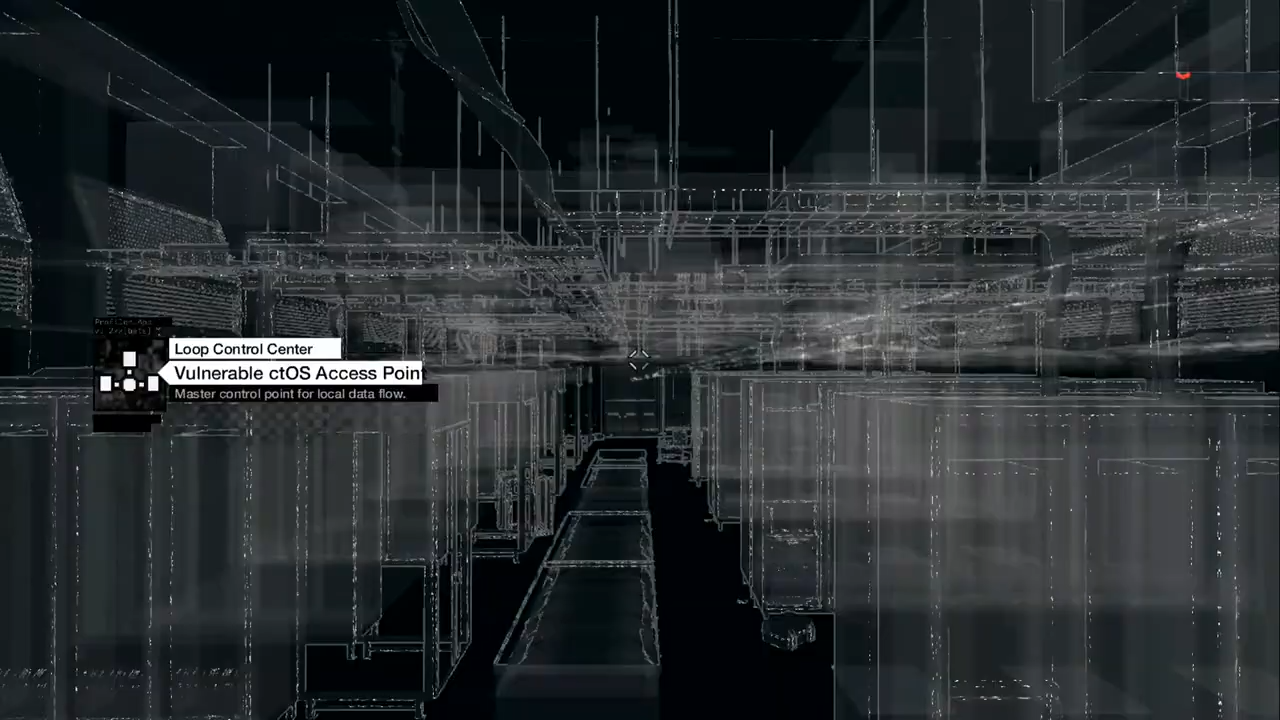 Loop Control Center
Vulnerable ctOS Access Poin
Master control point for local data flow.